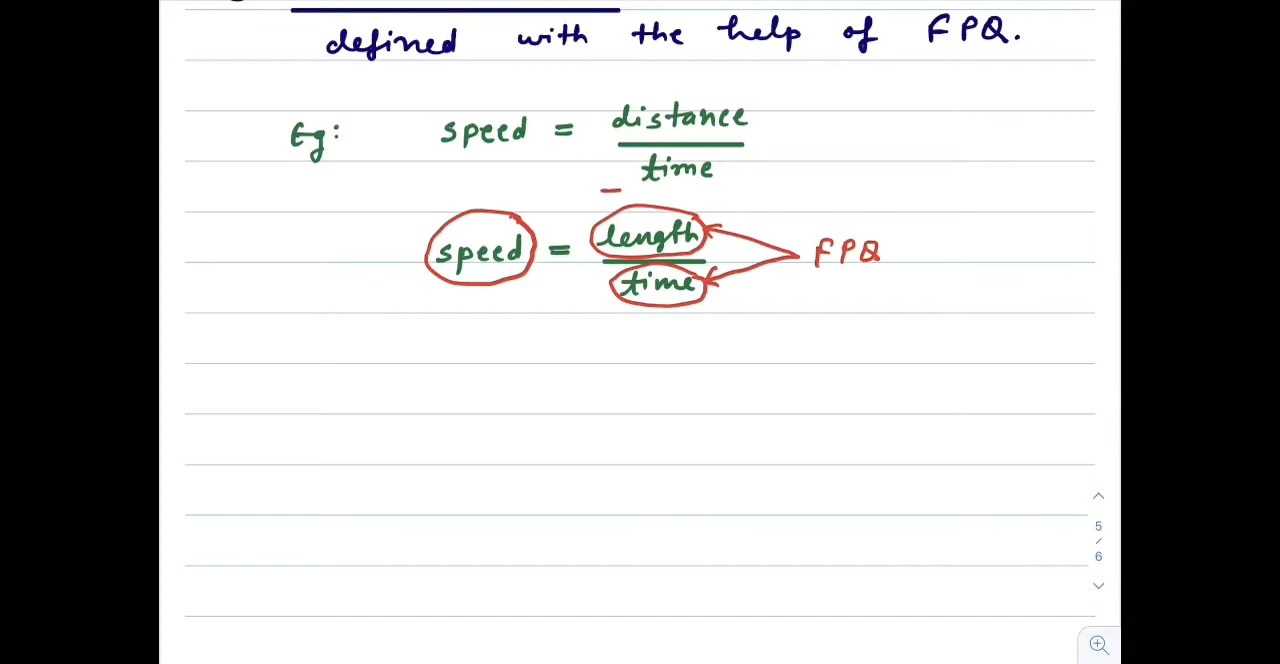 defined with the help of FPQ.
Eg: speed = distance
time
speed = length
time
FPQ
5
/
6